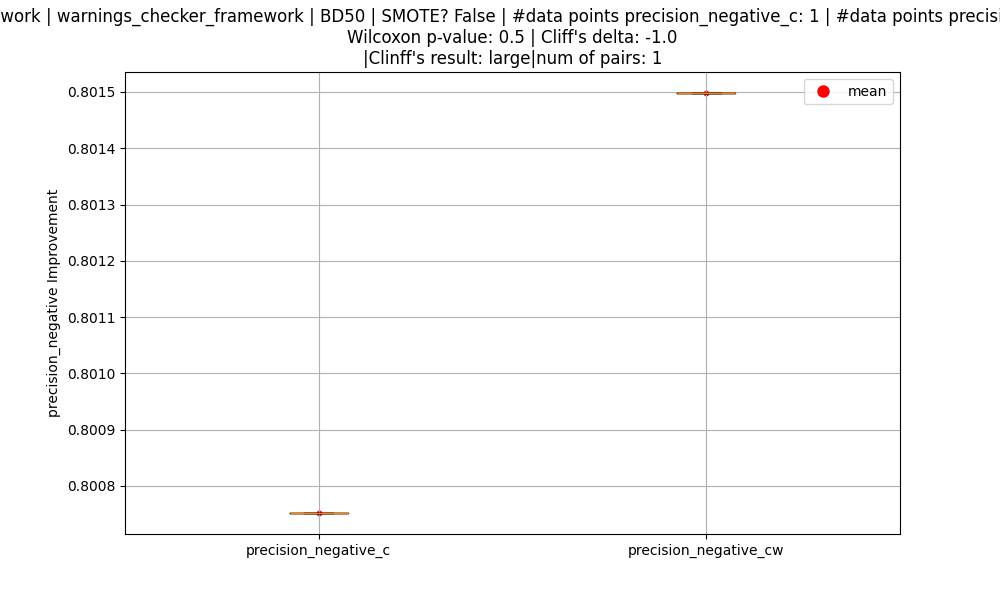 work | warnings_checker_framework | BD50 | SMOTE? False | #data points precision_negative_c: 1 | #data points precisi
Wilcoxon p-value: 0.5 | Cliff's delta: -1.0
|Clinff's result: large|num of pairs: 1
mean
0.8015
0.8014
0.8013
0.8012
0.8011
0.8010
0.8009
0.8008
precision_negative Improvement
precision_negative_c
precision_negative_cw